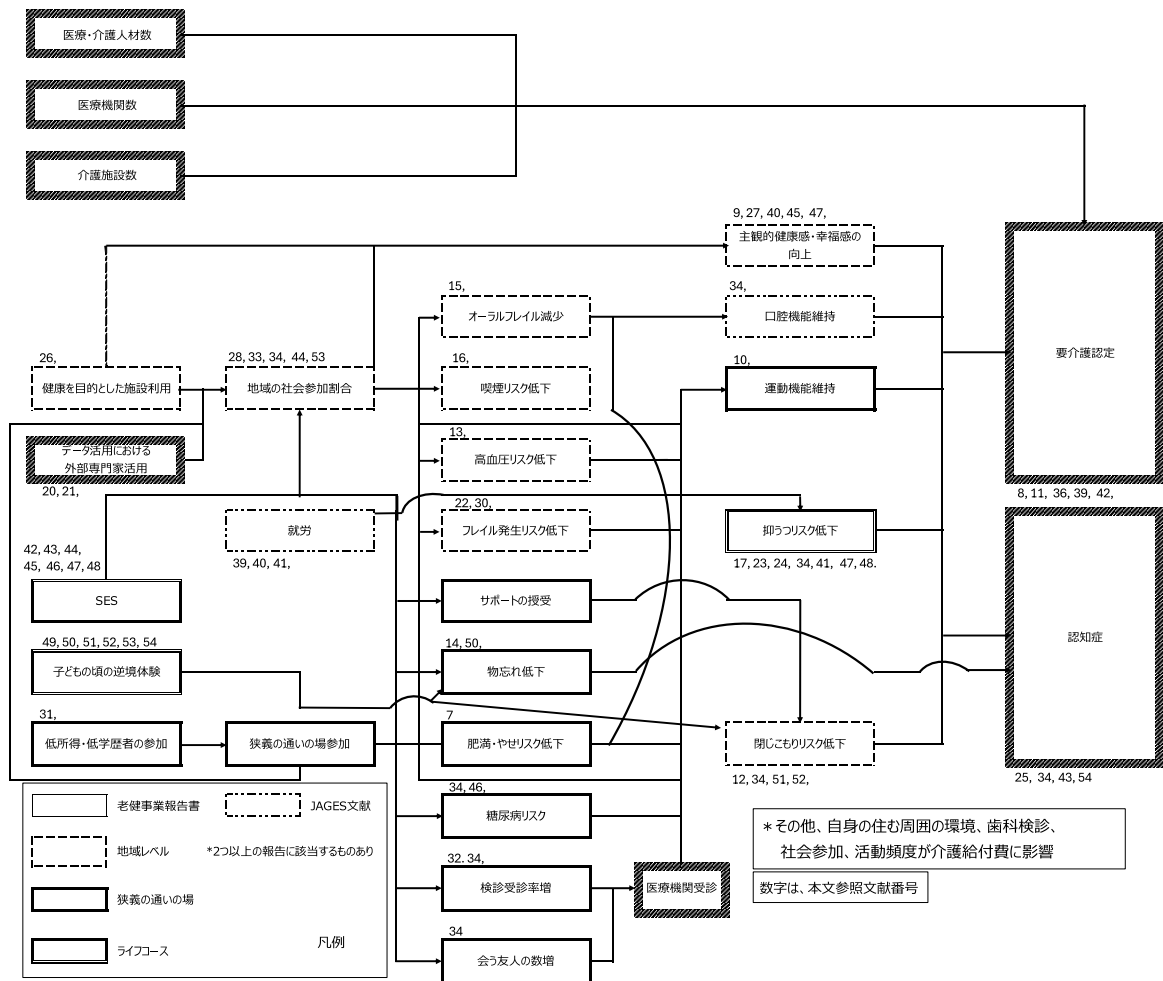 医療・介護人材数
医療機関数
介護施設数
9, 27, 40, 45, 47,
主観的健康感・幸福感の
向上
15,
オーラルフレイル減少
34,
口腔機能維持
要介護認定
26,
健康を目的とした施設利用
28, 33, 34, 44, 53
地域の社会参加割合
16,
喫煙リスク低下
10,
運動機能維持
データ活用における
外部専門家活用
20, 21,
13,
高血圧リスク低下
8, 11, 36, 39, 42,
就労
39, 40, 41,
22, 30,
フレイル発生リスク低下
抑うつリスク低下
17, 23, 24, 34, 41, 47, 48.
42, 43, 44,
45, 46, 47, 48
SES
サポートの授受
認知症
49, 50, 51, 52, 53, 54
子どもの頃の逆境体験
14, 50,
物忘れ低下
31,
低所得・低学歴者の参加
狭義の通いの場参加
7
肥満・やせリスク低下
閉じこもりリスク低下
12, 34, 51, 52,
25, 34, 43, 54
34, 46,
糖尿病リスク
32. 34,
検診受診率増
医療機関受診
34
会う友人の数増
老健事業報告書
JAGES文献
地域レベル
*2つ以上の報告に該当するものあり
狭義の通いの場
ライフコース
凡例
＊その他、自身の住む周囲の環境、歯科検診、
社会参加、活動頻度が介護給付費に影響
数字は、本文参照文献番号